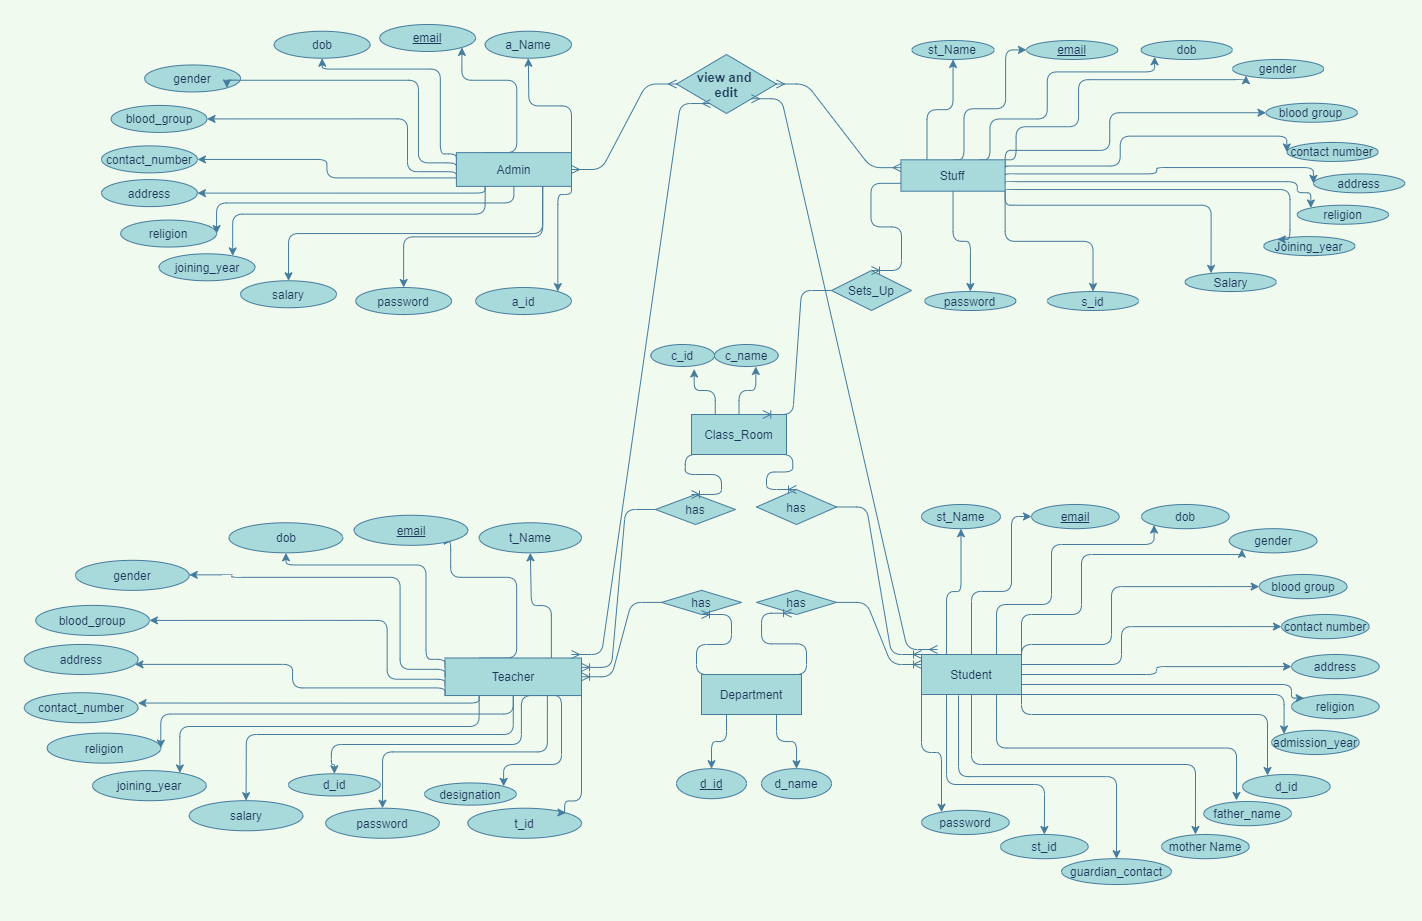 dob
email
a_Name
gender
blood_group
contact_number
address
religion
joining_year
salary
password
a_id
Admin
view and
edit
st_Name
email
dob
gender
blood group
contact number
address
religion
Joining_year
Salary
s_id
password
Stuff
Sets_Up
c_id
c_name
Class_Room
has
has
dob
email
t_Name
gender
blood_group
address
contact_number
religion
joining_year
salary
d_id
password
designation
t_id
Teacher
has
has
Department
d_id
d_name
st_Name
email
dob
gender
blood group
contact number
address
religion
admission_year
d_id
father_name
mother Name
guardian_contact
st_id
password
Student